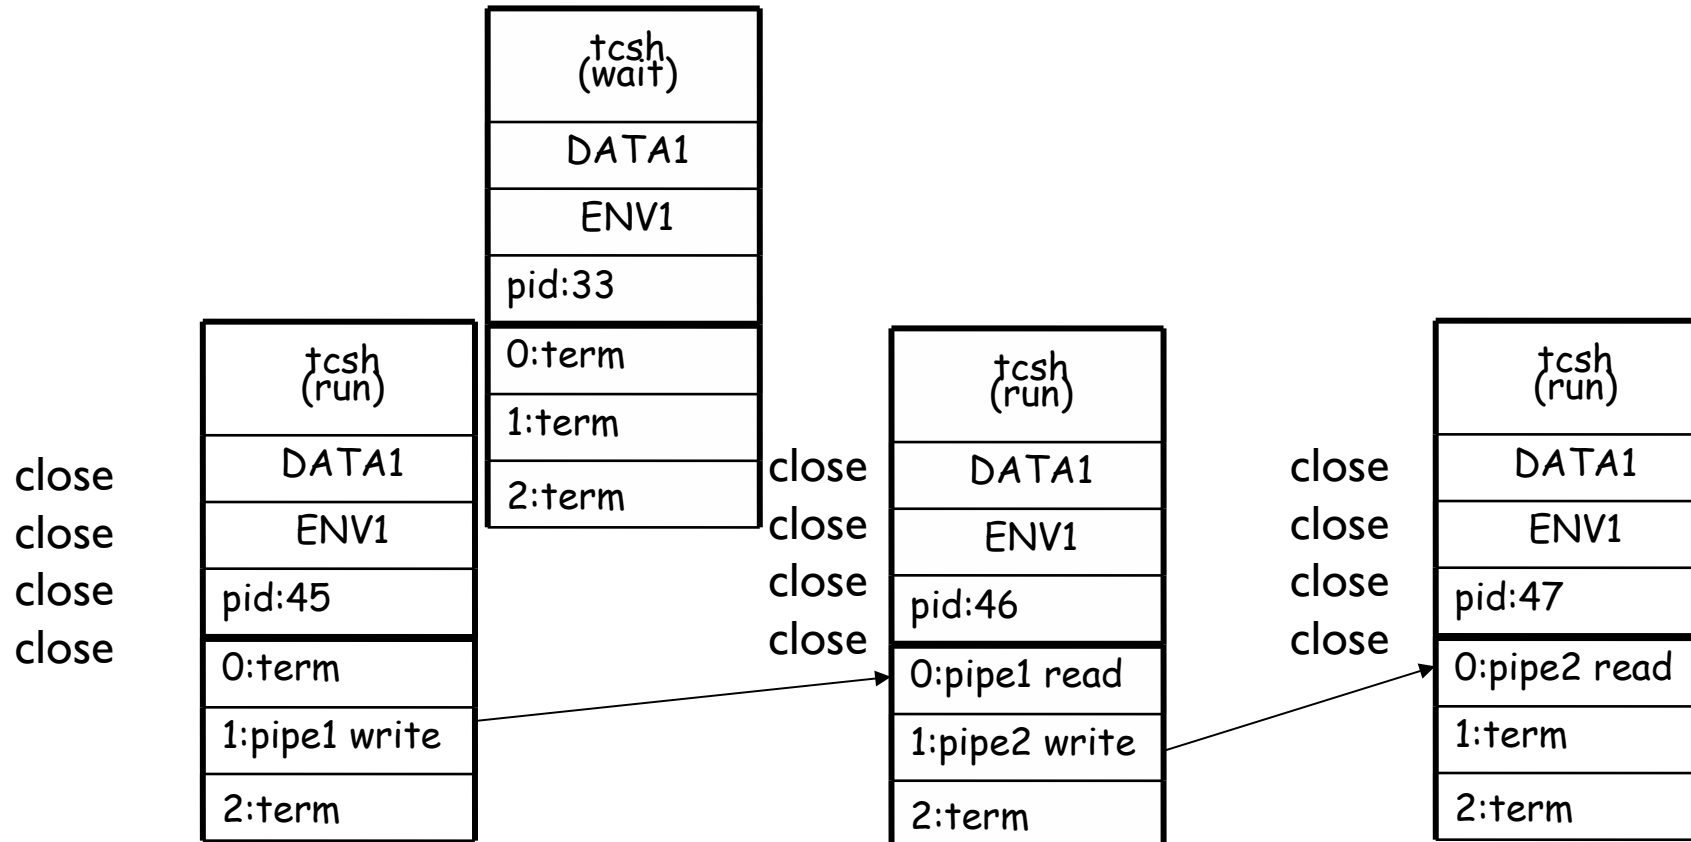 tcsh
(wait)
DATA1
ENV1
pid:33
0:term
1:term
2:term
close
close
close
close
tcsh
(run)
DATA1
ENV1
pid:45
0:term
1:pipe1 write
2:term
close
close
close
close
tcsh
(run)
DATA1
ENV1
pid:46
0:pipe1 read
1:pipe2 write
2:term
close
close
close
close
tcsh
(run)
DATA1
ENV1
pid:47
0:pipe2 read
1:term
2:term